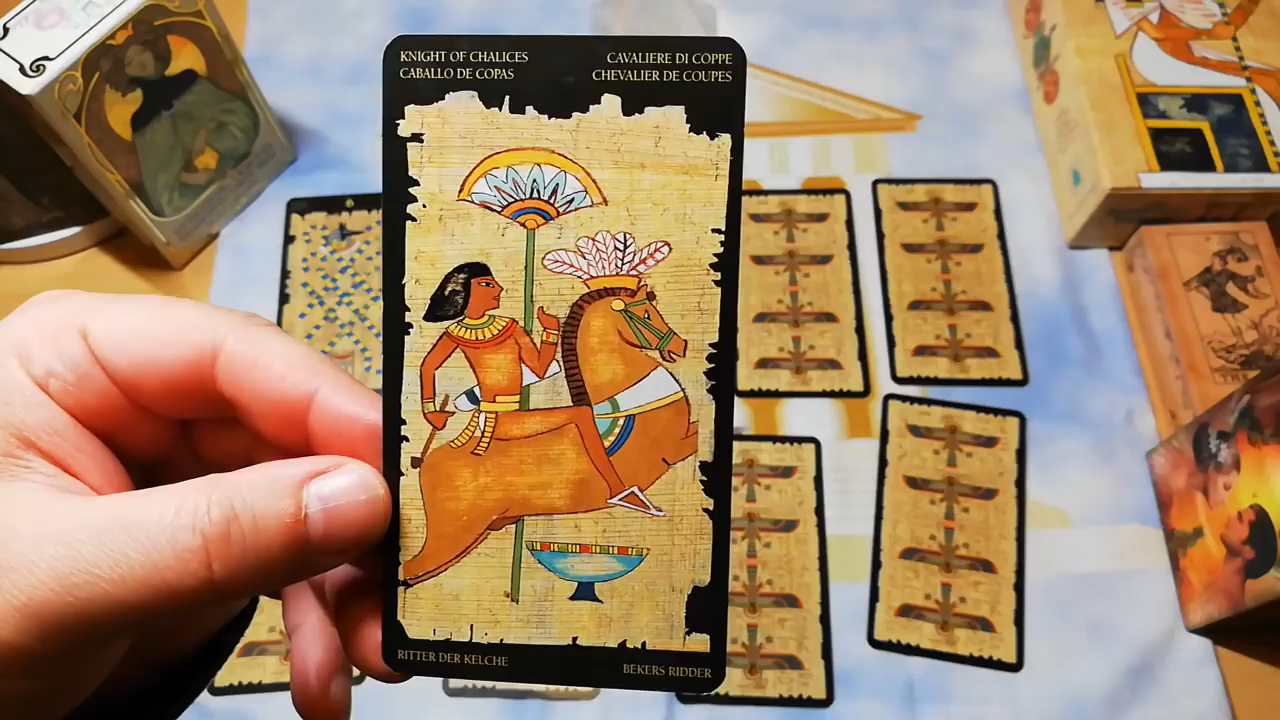 KNIGHT OF CHALICES
CABALLO DE COPAS
CAVALIERE DI COPPE
CHEVALIER DE COUPES
RITTER DER KELCHE
BEKERS RIDDER